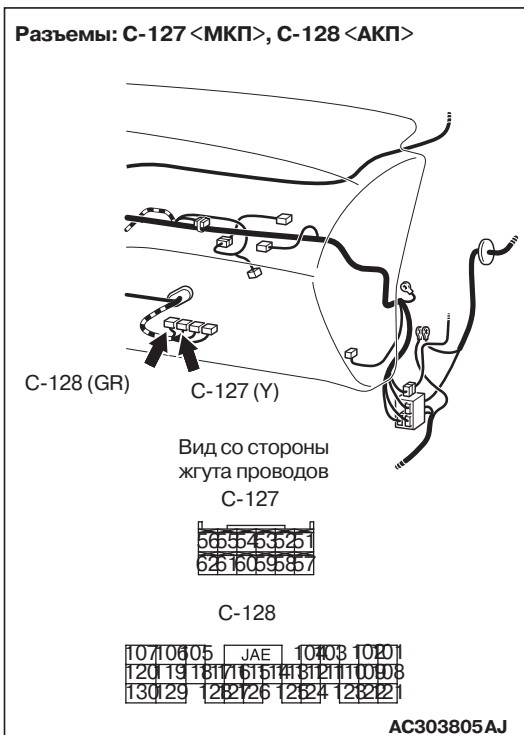 Разъемы: C-127 <МКП>, C-128 <АКП>
C-128 (GR)
C-127 (Y)
Вид со стороны
жгута проводов
C-127
56 55 54 53 52 51
62 61 60 59 58 57
C-128
107 106 105 JAE 104 103 102 101
120 119 118 117 116 115 114 113 112 111 110 109 108
130 129 128 127 126 125 124 123 122 121
AC303805AJ